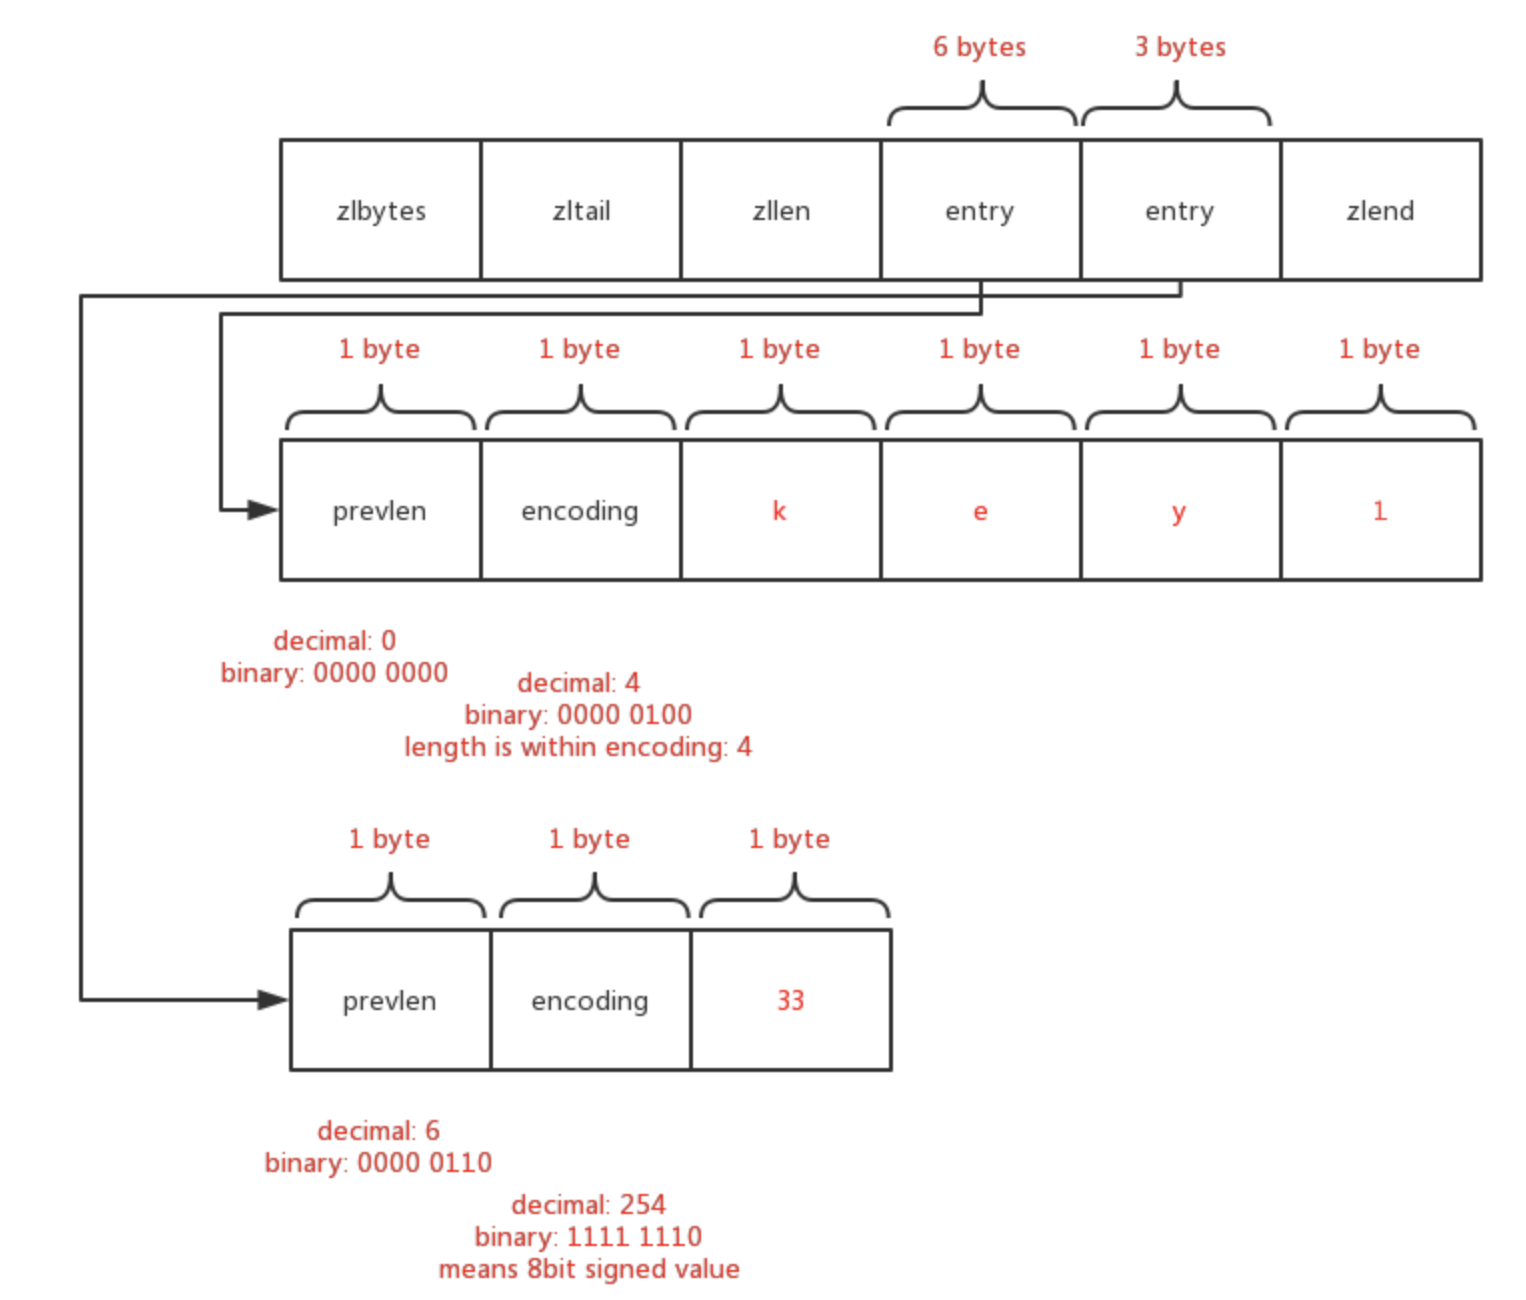 6 bytes 3 bytes
zlbytes zltail zllen entry entry zlend
1 byte 1 byte 1 byte 1 byte 1 byte 1 byte
prevlen encoding k e y 1
decimal: 0
binary: 0000 0000
decimal: 4
binary: 0000 0100
length is within encoding: 4
1 byte 1 byte 1 byte
prevlen encoding 33
decimal: 6
binary: 0000 0110
decimal: 254
binary: 1111 1110
means 8bit signed value